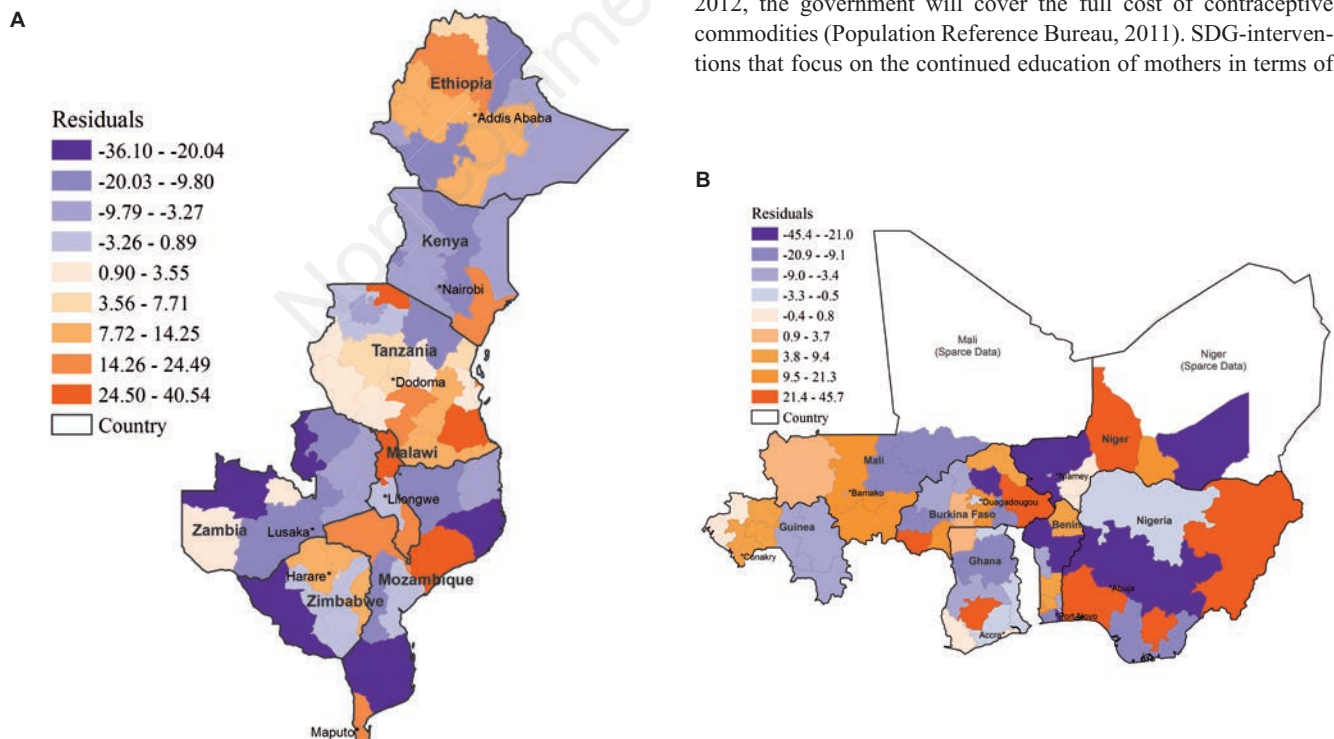 2012, the government will cover the full cost of contraceptive
commodities (Population Reference Bureau, 2011). SDG-interven-
tions that focus on the continued education of mothers in terms of
A
Residuals
-36.10 - -20.04
-20.03 - -9.80
-9.79 - -3.27
-3.26 - 0.89
0.90 - 3.55
3.56 - 7.71
7.72 - 14.25
14.26 - 24.49
24.50 - 40.54
Country
Ethiopia
*Addis Ababa
Kenya
*Nairobi
Tanzania
*Dodoma
Malawi
*Lilongwe
Zambia
Lusaka*
Harare*
Mozambique
Zimbabwe
Maputo*
B
Residuals
-45.4 - -21.0
-20.9 - -9.1
-9.0 - -3.4
-3.3 - -0.5
-0.4 - 0.8
0.9 - 3.7
3.8 - 9.4
9.5 - 21.3
21.4 - 45.7
Country
Mali
(Sparce Data)
Niger
(Sparce Data)
Niger
Mali
*Niamey
*Bamako
*Ouagadougou
Burkina Faso
Guinea
Benin
Nigeria
*Conakry
Ghana
*Abuja
*Port-Novo
Accra*